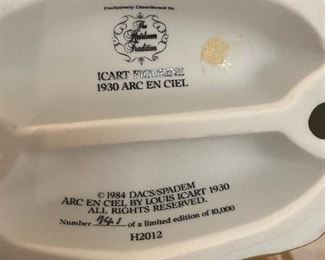 Exclusively Distributed by
The
Heirloom
Tradition
ICART FIGURINE
1930 ARC EN CIEL
© 1984 DACS/SPADEM
ARC EN CIEL BY LOUIS ICART 1930
ALL RIGHTS RESERVED.
Number 741 of a limited edition of 10,000
H2012